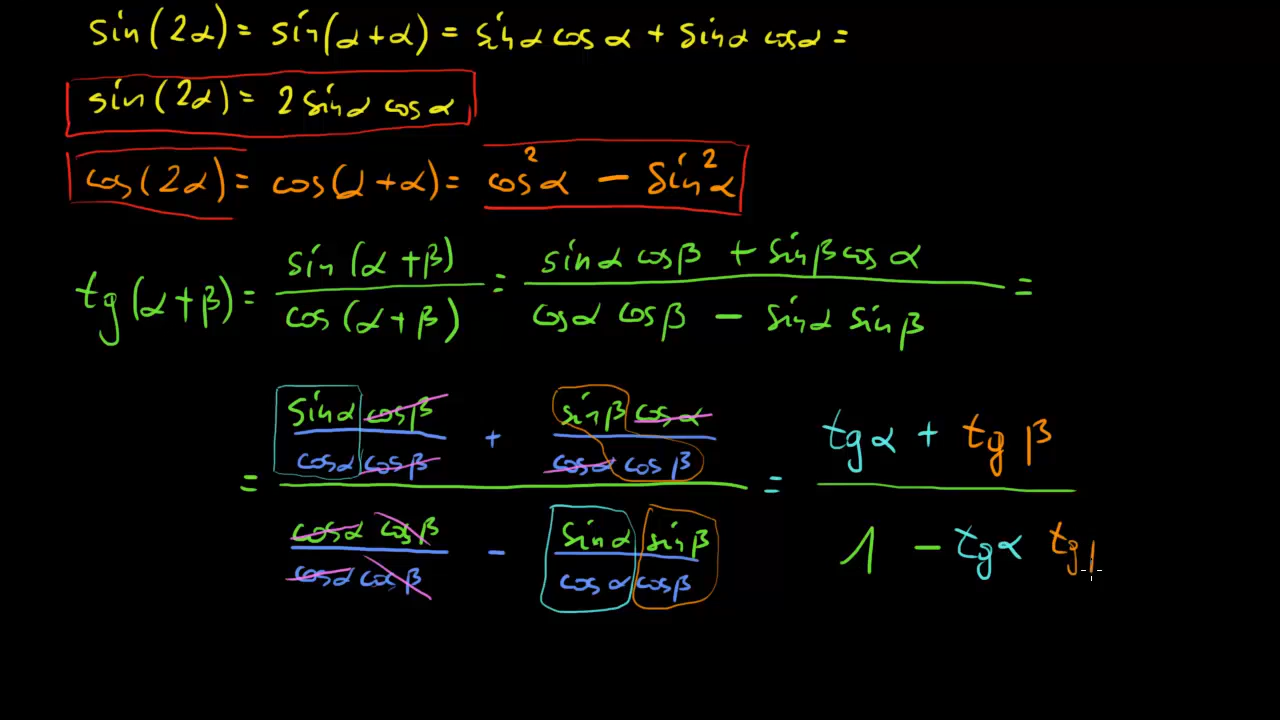 sin(2α) = sin(α+α) = sinα cosα + sinα cosα =
sin(2α) = 2 sinα cosα
cos(2α) = cos(α+α) = cos²α − sin²α
tg(α+β) = sin(α+β) / cos(α+β) = (sinα cosβ + sinβ cosα) / (cosα cosβ − sinα sinβ) =
= (sinα cosβ / cosα cosβ + sinβ cosα / cosα cosβ) / (cosα cosβ / cosα cosβ − sinα sinβ / cosα cosβ) = (tgα + tgβ) / (1 − tgα tg